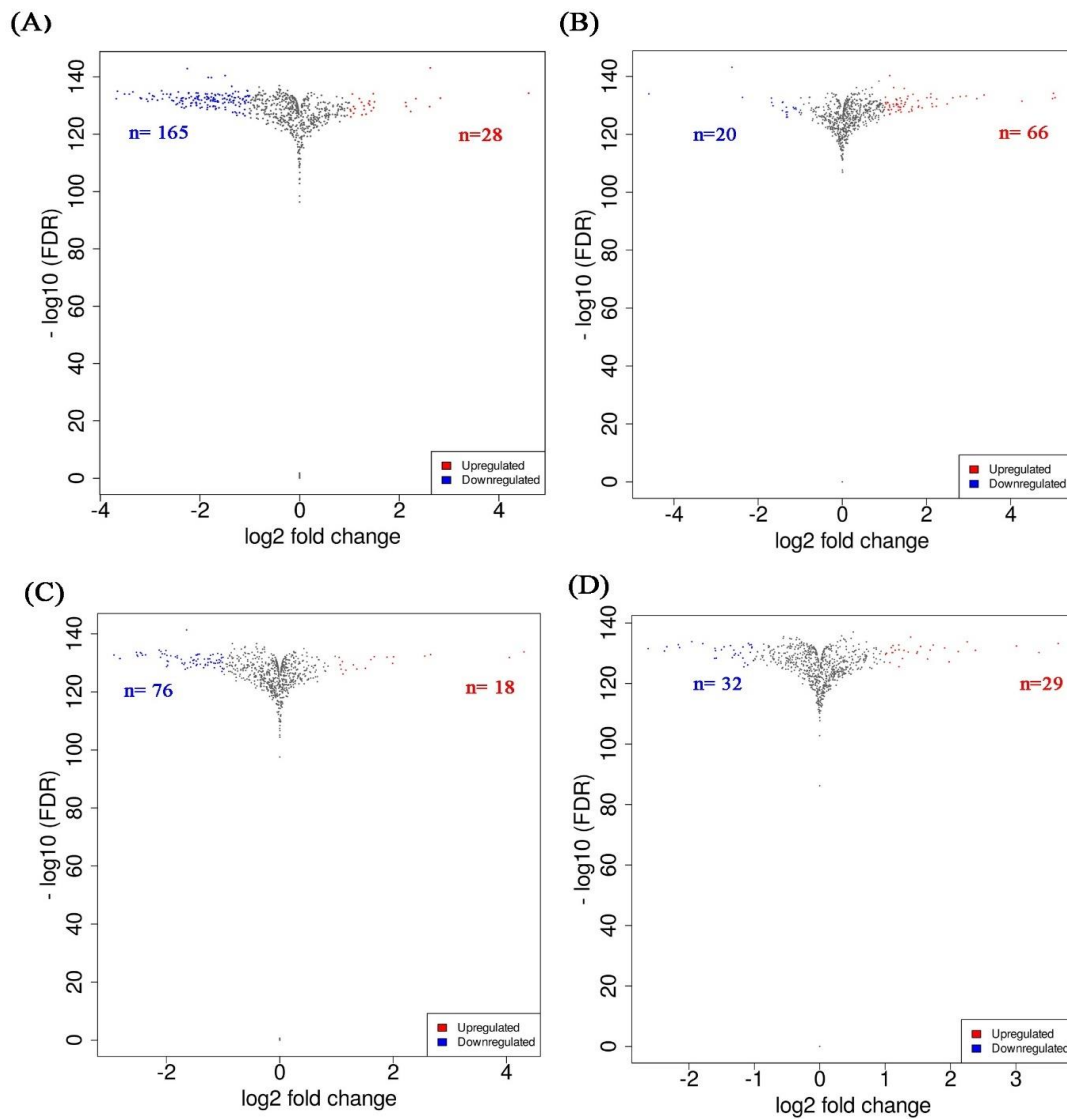 (A)
140
120
100
80
60
40
20
0
- log10 (FDR)
n= 165
n=28
Upregulated
Downregulated
-4 -2 0 2 4
log2 fold change
(B)
140
120
100
80
60
40
20
0
- log10 (FDR)
n=20
n= 66
Upregulated
Downregulated
-4 -2 0 2 4
log2 fold change
(C)
140
120
100
80
60
40
20
0
- log10 (FDR)
n= 76
n= 18
Upregulated
Downregulated
-2 0 2 4
log2 fold change
(D)
140
120
100
80
60
40
20
0
- log10 (FDR)
n= 32
n=29
Upregulated
Downregulated
-2 -1 0 1 2 3
log2 fold change